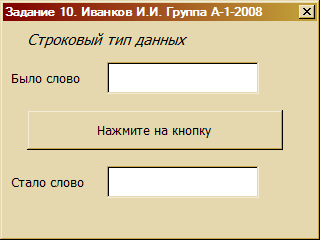 Задание 10. Иванков И.И. Группа А-1-2008
Строковый тип данных
Было слово
Нажмите на кнопку
Стало слово